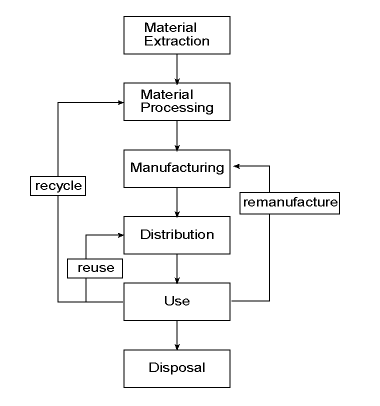 Material
Extraction
Material
Processing
Manufacturing
recycle
remanufacture
Distribution
reuse
Use
Disposal